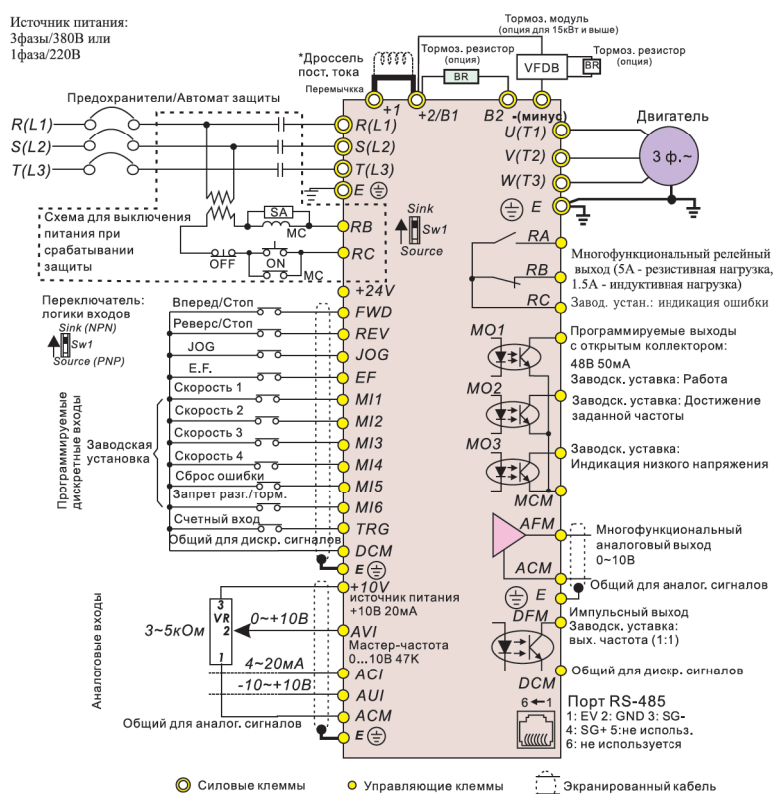 Источник питания:
3фазы/380В или
1фаза/220В
Тормоз. модуль
(опция для 15кВт и выше)
*Дроссель
пост. тока
Перемычкка
Тормоз. резистор
(опция)
BR
VFDB
BR
Тормоз. резистор
(опция)
Предохранители/Автомат защиты
+1
+2/B1
B2
-(минус)
Двигатель
3 ф.~
R(L1)
S(L2)
T(L3)
R(L1)
S(L2)
T(L3)
E
U(T1)
V(T2)
W(T3)
E
Схема для выключения
питания при
срабатывании
защиты
SA
MC
OFF
ON
MC
RB
RC
Sink
Sw1
Source
RA
RB
RC
Многофункциональный релейный
выход (5А - резистивная нагрузка,
1.5А - индуктивная нагрузка)
Завод. устан.: индикация ошибки
Переключатель:
логики входов
Sink (NPN)
Sw1
Source (PNP)
+24V
Вперед/Стоп
FWD
Реверс/Стоп
REV
JOG
JOG
E.F.
EF
Скорость 1
MI1
Скорость 2
MI2
Скорость 3
MI3
Скорость 4
MI4
Сброс ошибки
MI5
Запрет разг./торм.
MI6
Счетный вход
TRG
Общий для дискр. сигналов
DCM
E
Программируемые
дискретные входы
Заводская
установка
MO1
Программируемые выходы
с открытым коллектором:
48В 50мА
Заводск. уставка: Работа
MO2
Заводск. уставка: Достижение
заданной частоты
MO3
Заводск. уставка:
Индикация низкого напряжения
MCM
AFM
Многофункциональный
аналоговый выход
0~10В
ACM
Общий для аналог. сигналов
E
DFM
Импульсный выход
Заводск. уставка:
вых. частота (1:1)
DCM
Общий для дискр. сигналов
Аналоговые входы
+10V
источник питания
+10В 20мА
3~5кОм
3
VR
2
1
0~+10В
AVI
Мастер-частота
0...10В 47K
4~20мА
ACI
-10~+10В
AUI
Общий для аналог. сигналов
ACM
E
6←1
Порт RS-485
1: EV 2: GND 3: SG-
4: SG+ 5:не использ.
6: не используется
Силовые клеммы
Управляющие клеммы
Экранированный кабель